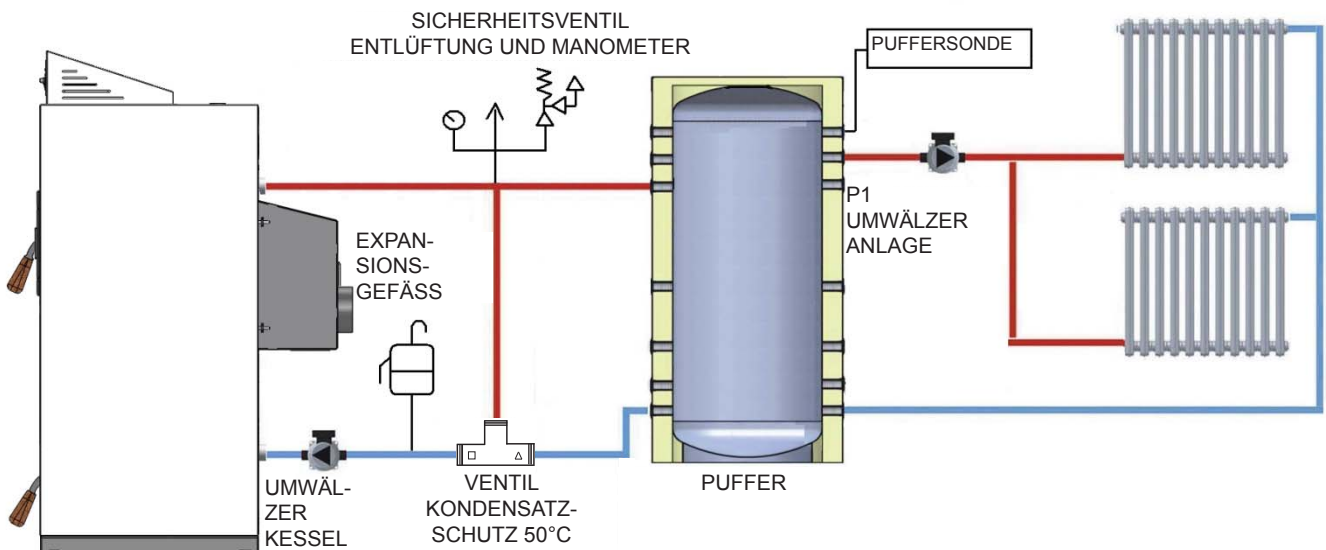 SICHERHEITSVENTIL
ENTLÜFTUNG UND MANOMETER
PUFFERSONDE
P1
UMWÄLZER
ANLAGE
EXPAN-
SIONS-
GEFÄSS
UMWÄL-
ZER
KESSEL
VENTIL
KONDENSATZ-
SCHUTZ 50°C
PUFFER